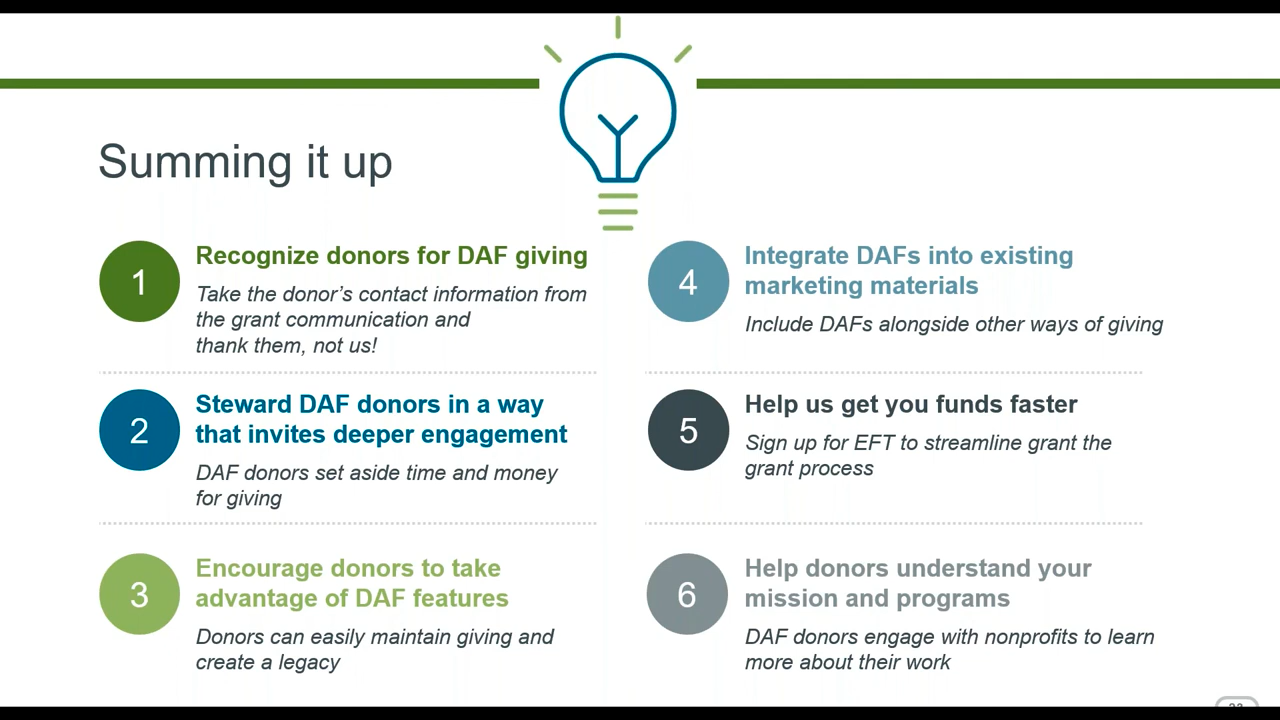 Summing it up
1
Recognize donors for DAF giving
Take the donor’s contact information from
the grant communication and
thank them, not us!
2
Steward DAF donors in a way
that invites deeper engagement
DAF donors set aside time and money
for giving
3
Encourage donors to take
advantage of DAF features
Donors can easily maintain giving and
create a legacy
4
Integrate DAFs into existing
marketing materials
Include DAFs alongside other ways of giving
5
Help us get you funds faster
Sign up for EFT to streamline grant the
grant process
6
Help donors understand your
mission and programs
DAF donors engage with nonprofits to learn
more about their work